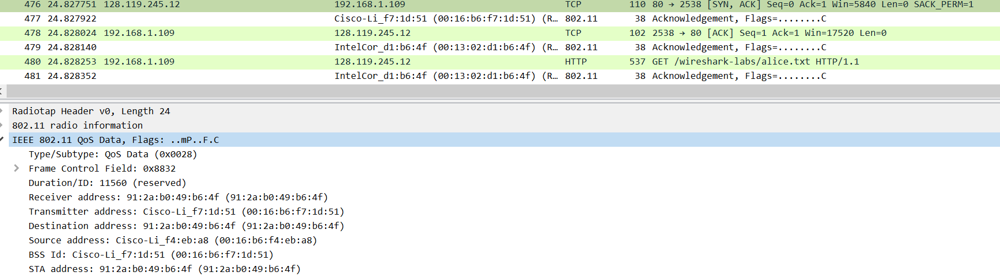 476 24.827751 128.119.245.12 192.168.1.109 TCP 110 80 → 2538 [SYN, ACK] Seq=0 Ack=1 Win=5840 Len=0 SACK_PERM=1
477 24.827922 Cisco-Li_f7:1d:51 (00:16:b6:f7:1d:51) (R… 802.11 38 Acknowledgement, Flags=........C
478 24.828024 192.168.1.109 128.119.245.12 TCP 102 2538 → 80 [ACK] Seq=1 Ack=1 Win=17520 Len=0
479 24.828140 IntelCor_d1:b6:4f (00:13:02:d1:b6:4f) (R… 802.11 38 Acknowledgement, Flags=........C
480 24.828253 192.168.1.109 128.119.245.12 HTTP 537 GET /wireshark-labs/alice.txt HTTP/1.1
481 24.828352 IntelCor_d1:b6:4f (00:13:02:d1:b6:4f) (R… 802.11 38 Acknowledgement, Flags=........C
Radiotap Header v0, Length 24
802.11 radio information
IEEE 802.11 QoS Data, Flags: ..mP..F.C
Type/Subtype: QoS Data (0x0028)
Frame Control Field: 0x8832
Duration/ID: 11560 (reserved)
Receiver address: 91:2a:b0:49:b6:4f (91:2a:b0:49:b6:4f)
Transmitter address: Cisco-Li_f7:1d:51 (00:16:b6:f7:1d:51)
Destination address: 91:2a:b0:49:b6:4f (91:2a:b0:49:b6:4f)
Source address: Cisco-Li_f4:eb:a8 (00:16:b6:f4:eb:a8)
BSS Id: Cisco-Li_f7:1d:51 (00:16:b6:f7:1d:51)
STA address: 91:2a:b0:49:b6:4f (91:2a:b0:49:b6:4f)